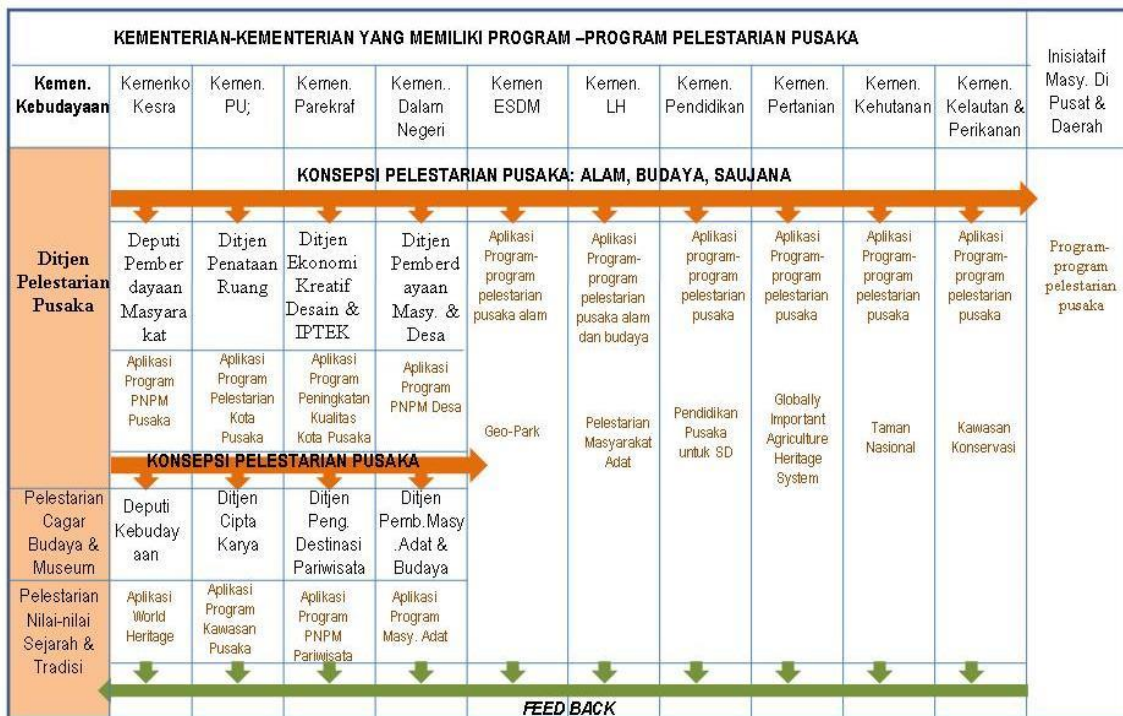 KEMENTERIAN-KEMENTERIAN YANG MEMILIKI PROGRAM –PROGRAM PELESTARIAN PUSAKA
Inisiataif
Masy. Di
Pusat &
Daerah
Kemen.
Kebudayaan
Kemenko
Kesra
Kemen.
PU;
Kemen.
Parekraf
Kemen..
Dalam
Negeri
Kemen
ESDM
Kemen.
LH
Kemen.
Pendidikan
Kemen.
Pertanian
Kemen.
Kehutanan
Kemen.
Kelautan &
Perikanan
KONSEPSI PELESTARIAN PUSAKA: ALAM, BUDAYA, SAUJANA
Ditjen
Pelestarian
Pusaka
Deputi
Pember
dayaan
Masyara
kat
Ditjen
Penataan
Ruang
Ditjen
Ekonomi
Kreatif
Desain &
IPTEK
Ditjen
Pemberd
ayaan
Masy. &
Desa
Aplikasi
Program-
program
pelestarian
pusaka alam
Aplikasi
Program-
program
pelestarian
pusaka alam
dan budaya
Aplikasi
program-
program
pelestarian
pusaka
Aplikasi
Program-
program
pelestarian
pusaka
Aplikasi
Program-
program
pelestarian
pusaka
Aplikasi
Program-
program
pelestarian
pusaka
Program-
program
pelestarian
pusaka
Aplikasi
Program
PNPM
Pusaka
Aplikasi
Program
Pelestarian
Kota
Pusaka
Aplikasi
Program
Peningkatan
Kualitas
Kota Pusaka
Aplikasi
Program
PNPM Desa
Geo-Park
Pelestarian
Masyarakat
Adat
Pendidikan
Pusaka
untuk SD
Globally
Important
Agriculture
Heritage
System
Taman
Nasional
Kawasan
Konservasi
KONSEPSI PELESTARIAN PUSAKA
Pelestarian
Cagar
Budaya &
Museum
Deputi
Kebuday
aan
Ditjen
Cipta
Karya
Ditjen
Peng.
Destinasi
Pariwisata
Ditjen
Pemb.Masy
.Adat &
Budaya
Pelestarian
Nilai-nilai
Sejarah &
Tradisi
Aplikasi
World
Heritage
Aplikasi
Program
Kawasan
Pusaka
Aplikasi
Program
PNPM
Pariwisata
Aplikasi
Program
Masy. Adat
FEED BACK